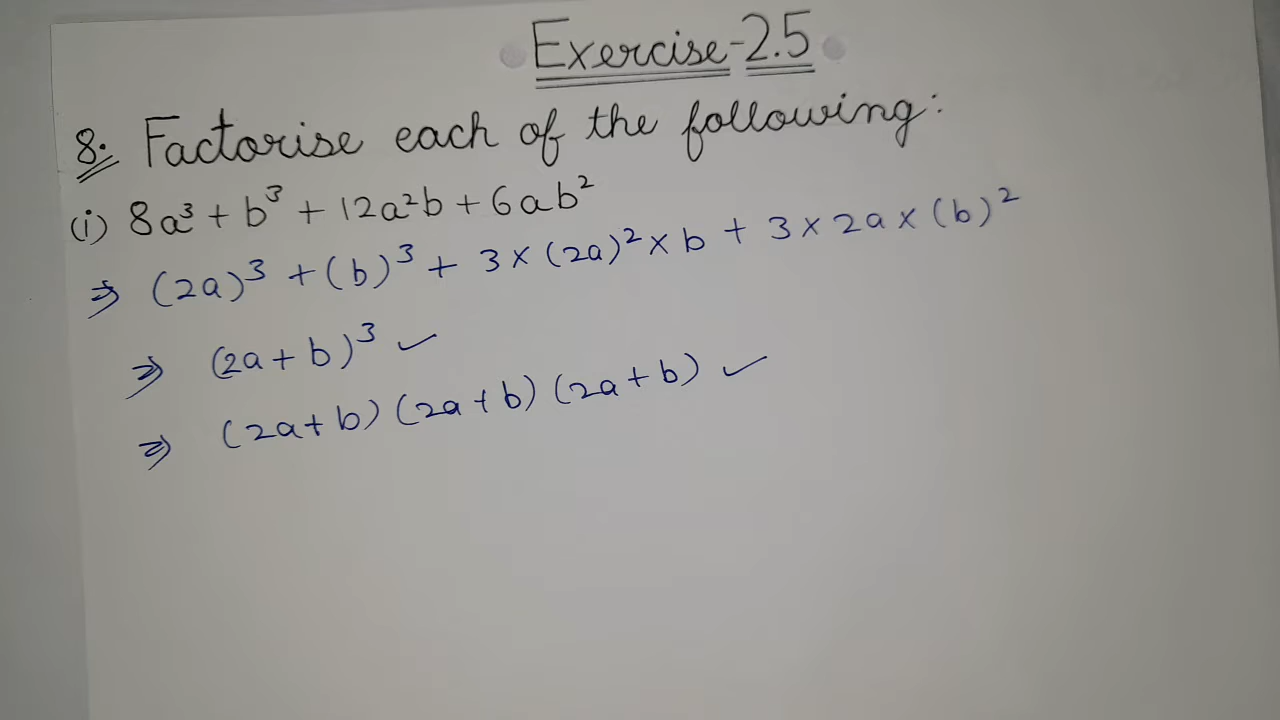 Exercise-2.5
8. Factorise each of the following:
(i) 8a³ + b³ + 12a²b + 6ab²
⇒ (2a)³ + (b)³ + 3 × (2a)² × b + 3 × 2a × (b)²
⇒ (2a + b)³ ✓
⇒ (2a + b) (2a + b) (2a + b) ✓